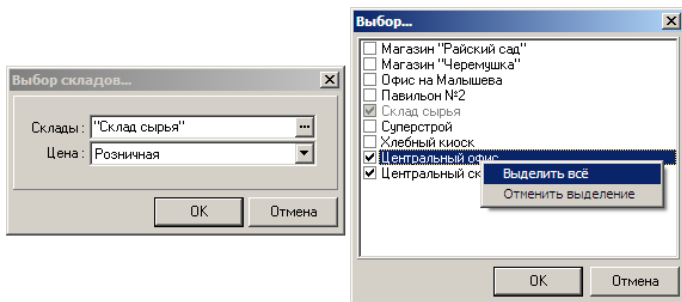 Выбор складов...
Склады : "Склад сырья" ...
Цена : Розничная
OK Отмена
Выбор...
Магазин "Райский сад"
Магазин "Черемушка"
Офис на Малышева
Павильон №2
Склад сырья
Суперстрой
Хлебный киоск
Центральный офис
Центральный ск
Выделить всё
Отменить выделение
OK Отмена